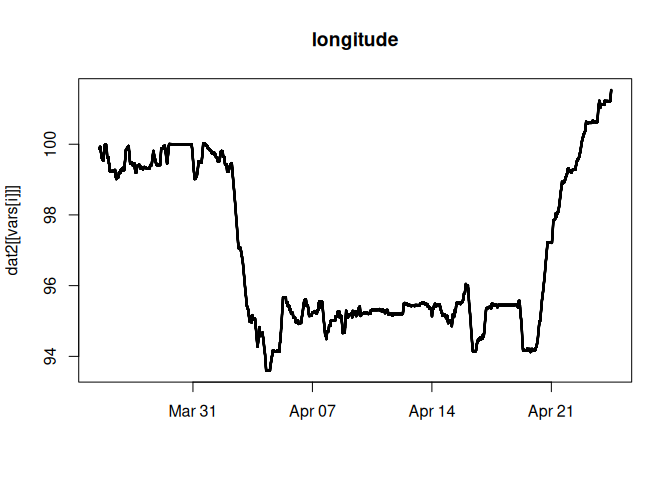 longitude
dat2[[vars[i]]]
100
98
96
94
Mar 31
Apr 07
Apr 14
Apr 21